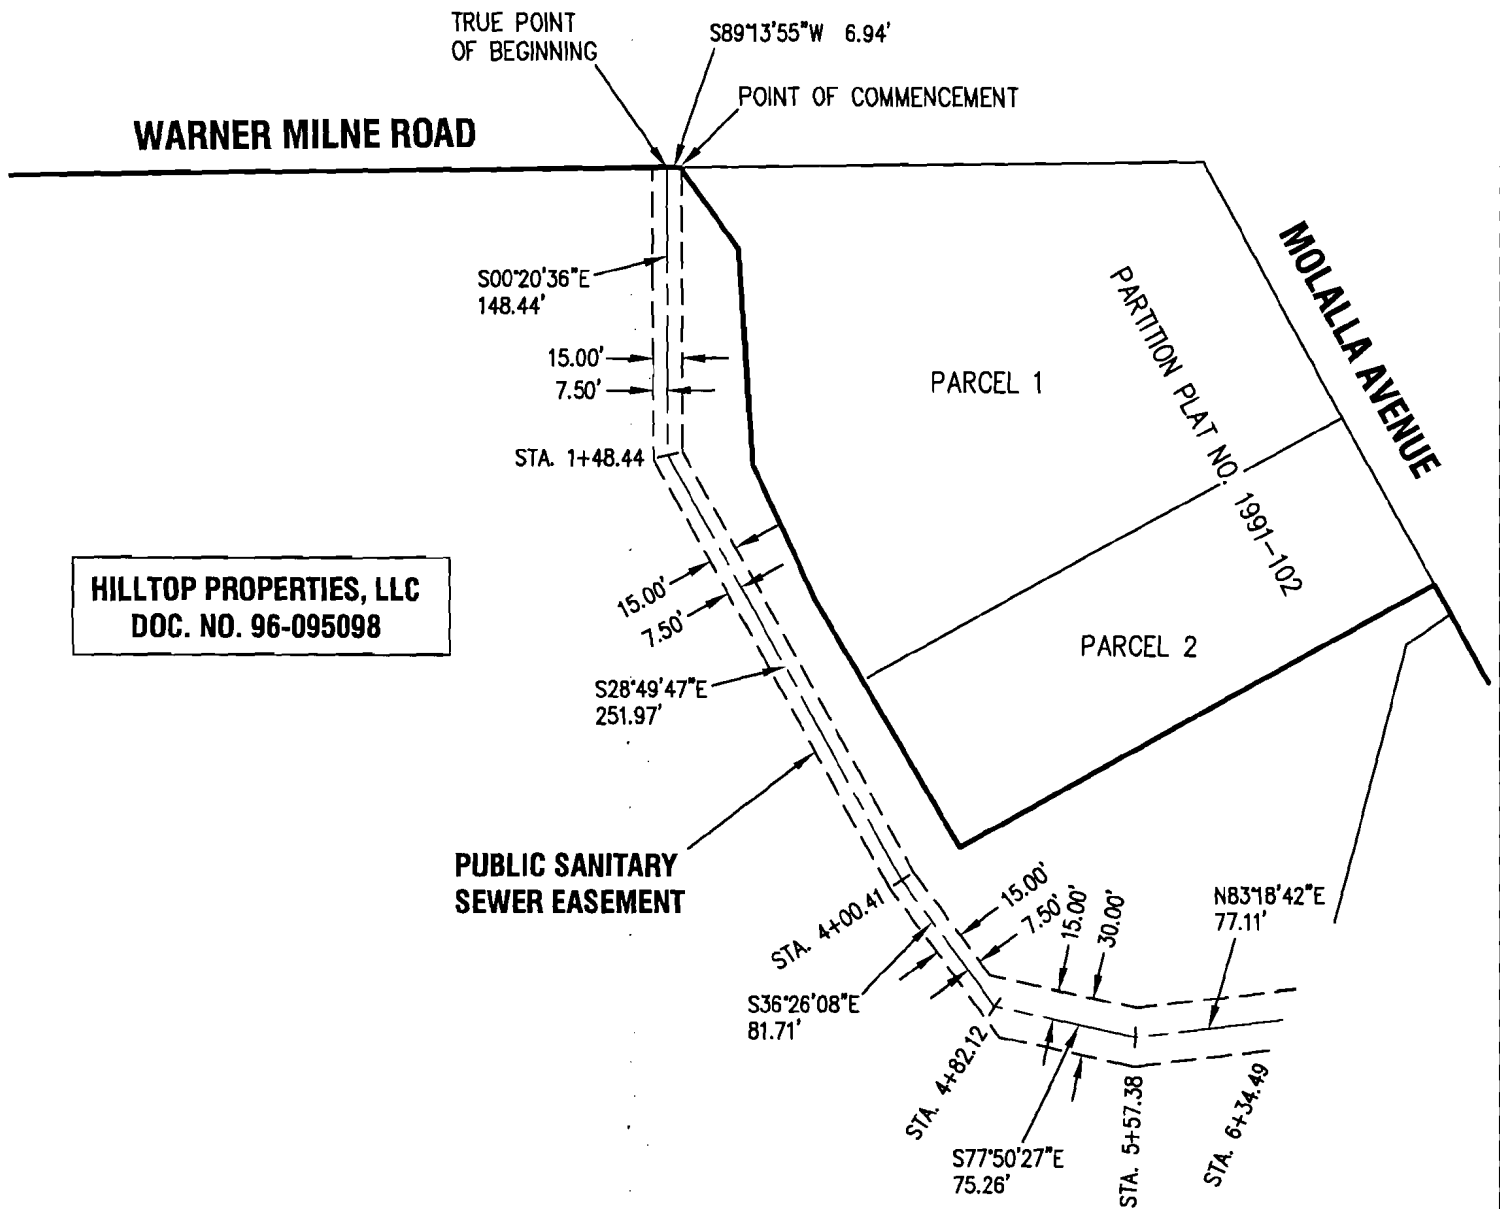 TRUE POINT
OF BEGINNING
S89°13'55"W 6.94'
POINT OF COMMENCEMENT
WARNER MILNE ROAD
MOLALLA AVENUE
S00°20'36"E
148.44'
15.00'
7.50'
PARCEL 1
PARTITION PLAT NO. 1991-102
STA. 1+48.44
HILLTOP PROPERTIES, LLC
DOC. NO. 96-095098
15.00'
7.50'
PARCEL 2
S28°49'47"E
251.97'
PUBLIC SANITARY
SEWER EASEMENT
STA. 4+00.41
15.00'
7.50'
15.00'
30.00'
N83°18'42"E
77.11'
S36°26'08"E
81.71'
STA. 4+82.12
S77°50'27"E
75.26'
STA. 5+57.38
STA. 6+34.49